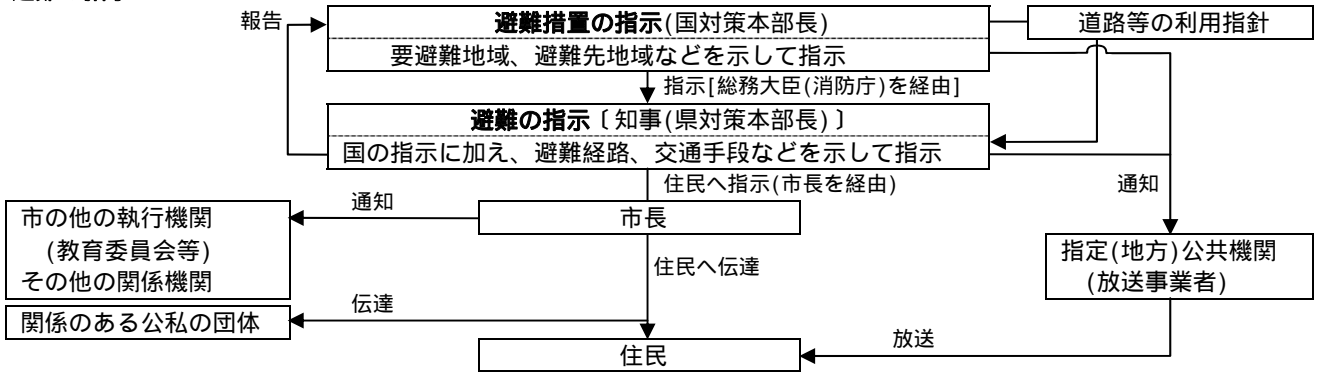 報告
避難措置の指示(国対策本部長)
道路等の利用指針
要避難地域、避難先地域などを示して指示
指示[総務大臣(消防庁)を経由]
避難の指示〔知事(県対策本部長)〕
国の指示に加え、避難経路、交通手段などを示して指示
住民へ指示(市長を経由)
通知
通知
市の他の執行機関
(教育委員会等)
その他の関係機関
市長
指定(地方)公共機関
(放送事業者)
住民へ伝達
伝達
関係のある公私の団体
放送
住民